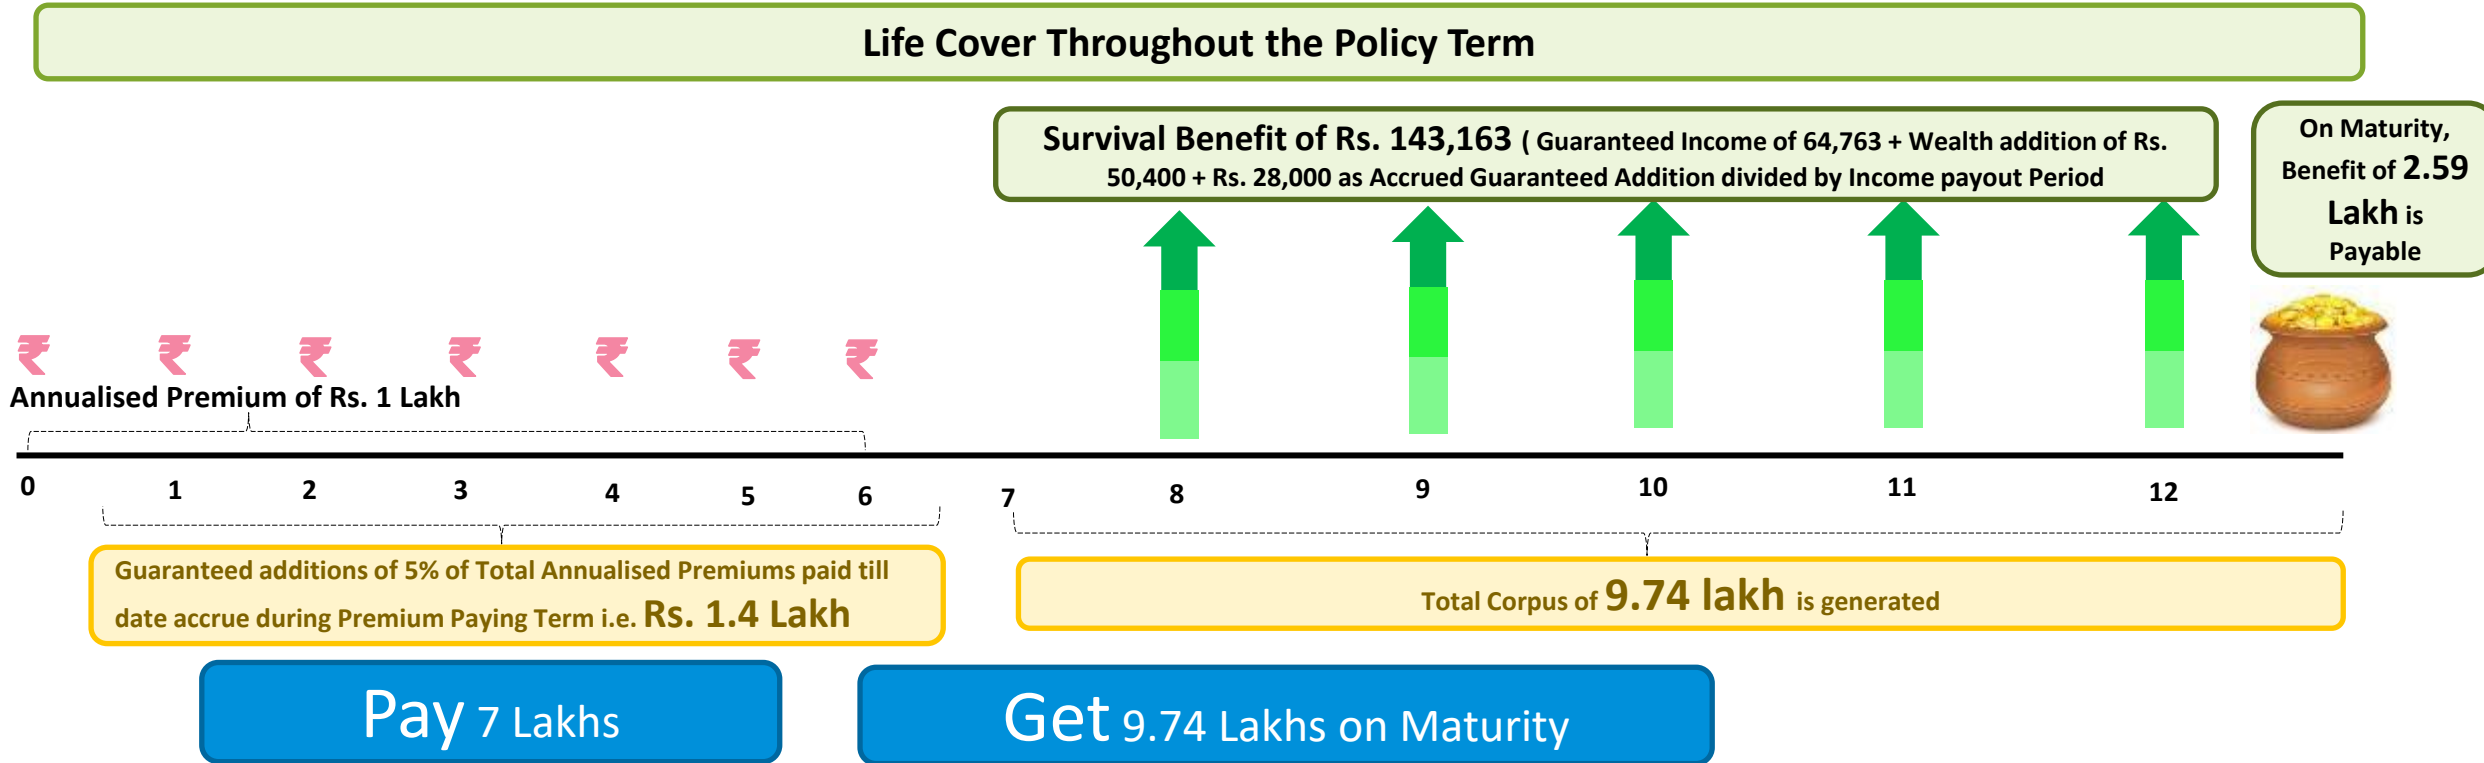 Life Cover Throughout the Policy Term
Survival Benefit of Rs. 143,163 ( Guaranteed Income of 64,763 + Wealth addition of Rs.
50,400 + Rs. 28,000 as Accrued Guaranteed Addition divided by Income payout Period
On Maturity,
Benefit of 2.59
Lakh is
Payable
₹ ₹ ₹ ₹ ₹ ₹ ₹
Annualised Premium of Rs. 1 Lakh
0 1 2 3 4 5 6 7 8 9 10 11 12
Guaranteed additions of 5% of Total Annualised Premiums paid till
date accrue during Premium Paying Term i.e. Rs. 1.4 Lakh
Total Corpus of 9.74 lakh is generated
Pay 7 Lakhs
Get 9.74 Lakhs on Maturity